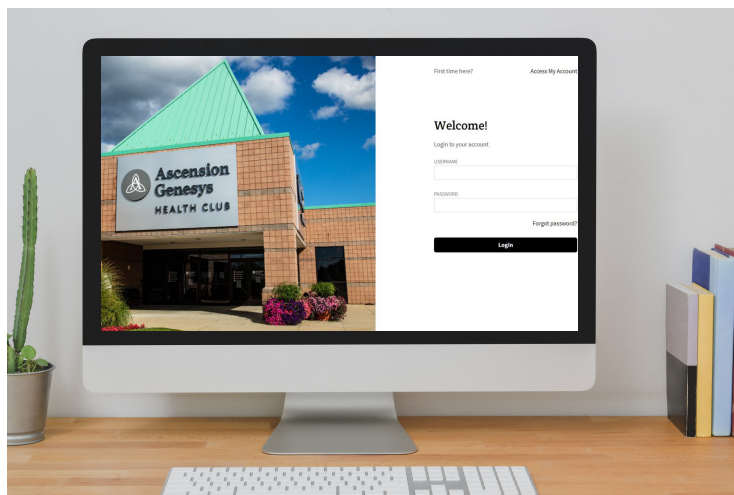 Ascension
Genesys
HEALTH CLUB
First time here?
Access My Account
Welcome!
Login to your account
USERNAME
PASSWORD
Forgot password?
Login